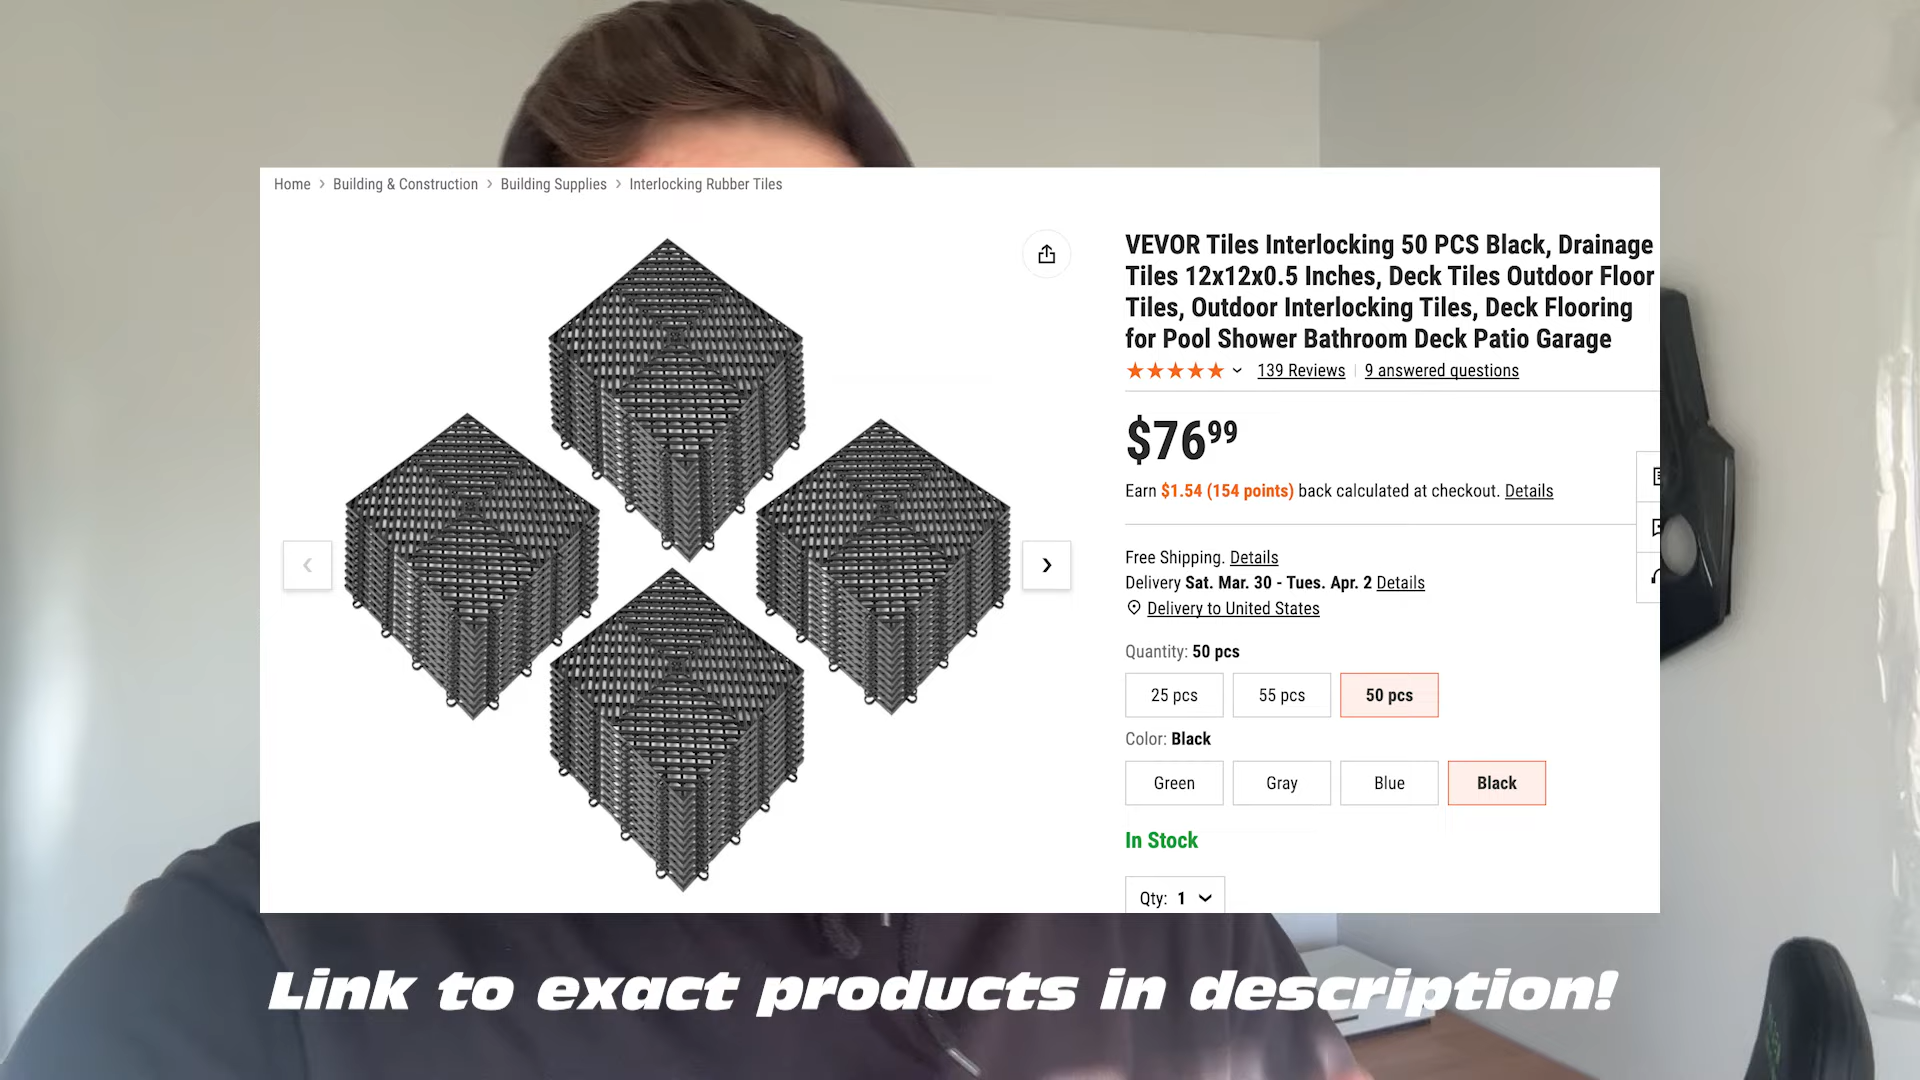 Home > Building & Construction > Building Supplies > Interlocking Rubber Tiles
VEVOR Tiles Interlocking 50 PCS Black, Drainage
Tiles 12x12x0.5 Inches, Deck Tiles Outdoor Floor
Tiles, Outdoor Interlocking Tiles, Deck Flooring
for Pool Shower Bathroom Deck Patio Garage
139 Reviews | 9 answered questions
$76.99
Earn $1.54 (154 points) back calculated at checkout. Details
Free Shipping. Details
Delivery Sat. Mar. 30 - Tues. Apr. 2 Details
Delivery to United States
Quantity: 50 pcs
25 pcs 55 pcs 50 pcs
Color: Black
Green Gray Blue Black
In Stock
Qty: 1
Link to exact products in description!